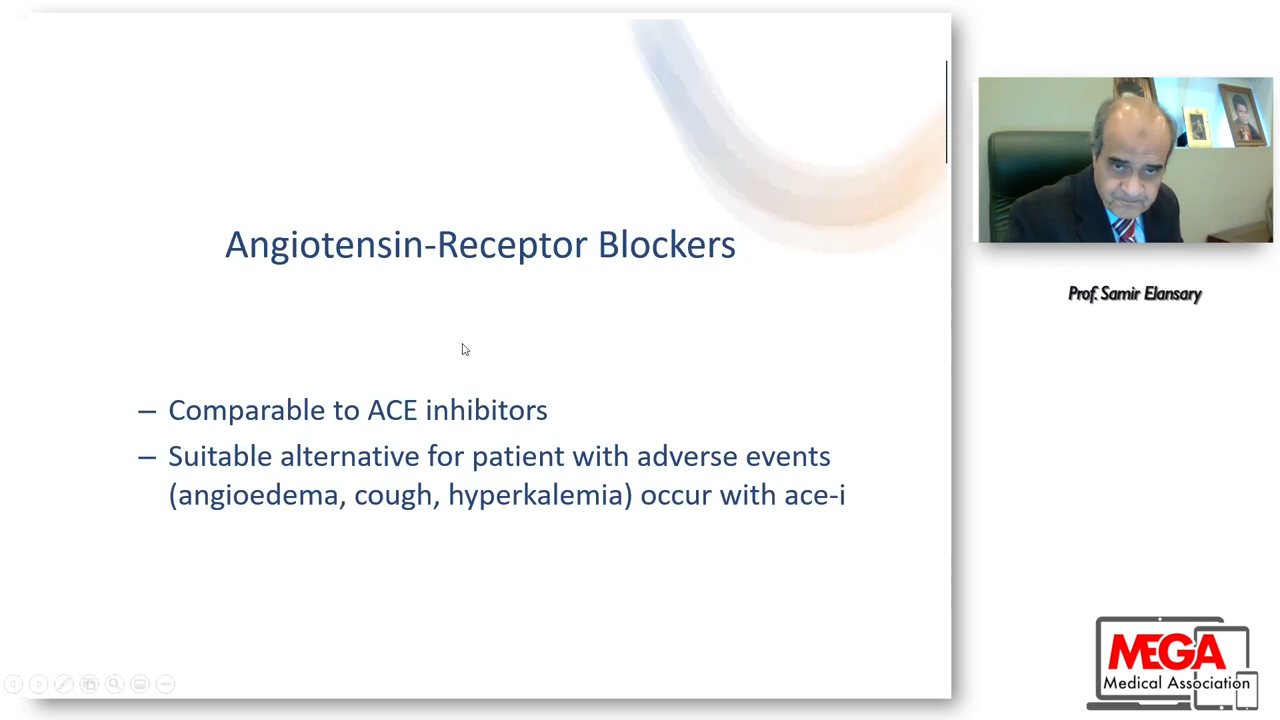 Angiotensin-Receptor Blockers
– Comparable to ACE inhibitors
– Suitable alternative for patient with adverse events
(angioedema, cough, hyperkalemia) occur with ace-i
Prof. Samir Elansary
MEGA
Medical Association